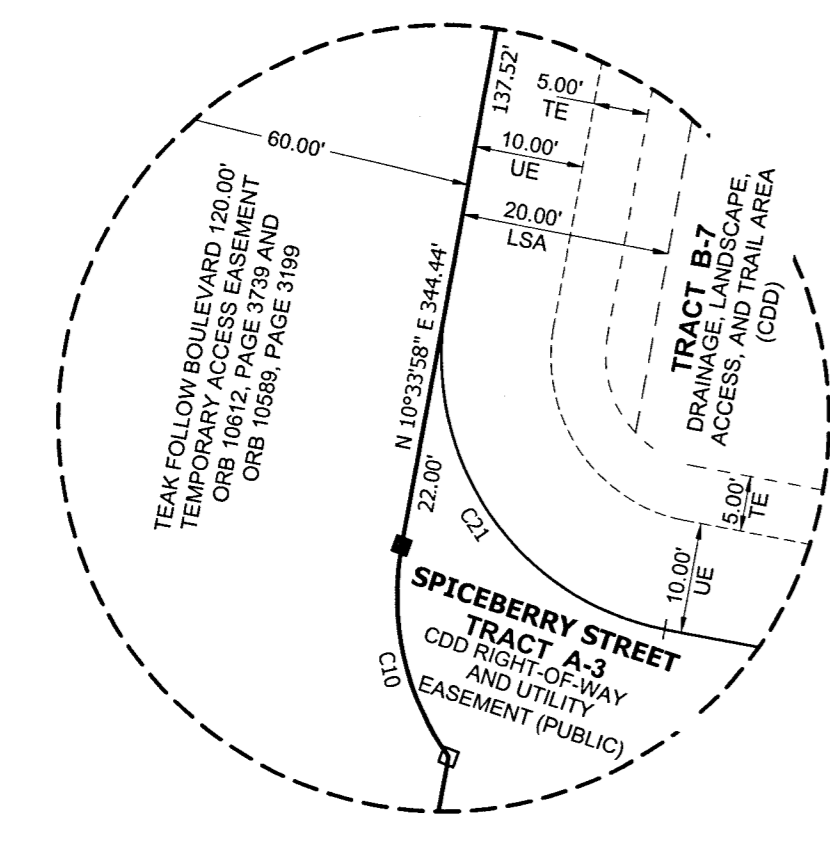 137.52'
5.00'
TE
60.00'
10.00'
UE
20.00'
LSA
TEAK FOLLOW BOULEVARD 120.00'
TEMPORARY ACCESS EASEMENT
ORB 10612, PAGE 3739 AND
ORB 10589, PAGE 3199
N 10°33'58" E 344.44'
TRACT B-7
DRAINAGE, LANDSCAPE,
ACCESS, AND TRAIL AREA
(CDD)
22.00'
C21
5.00'
TE
10.00'
UE
SPICEBERRY STREET
TRACT A-3
CDD RIGHT-OF-WAY
AND UTILITY
EASEMENT (PUBLIC)
C10